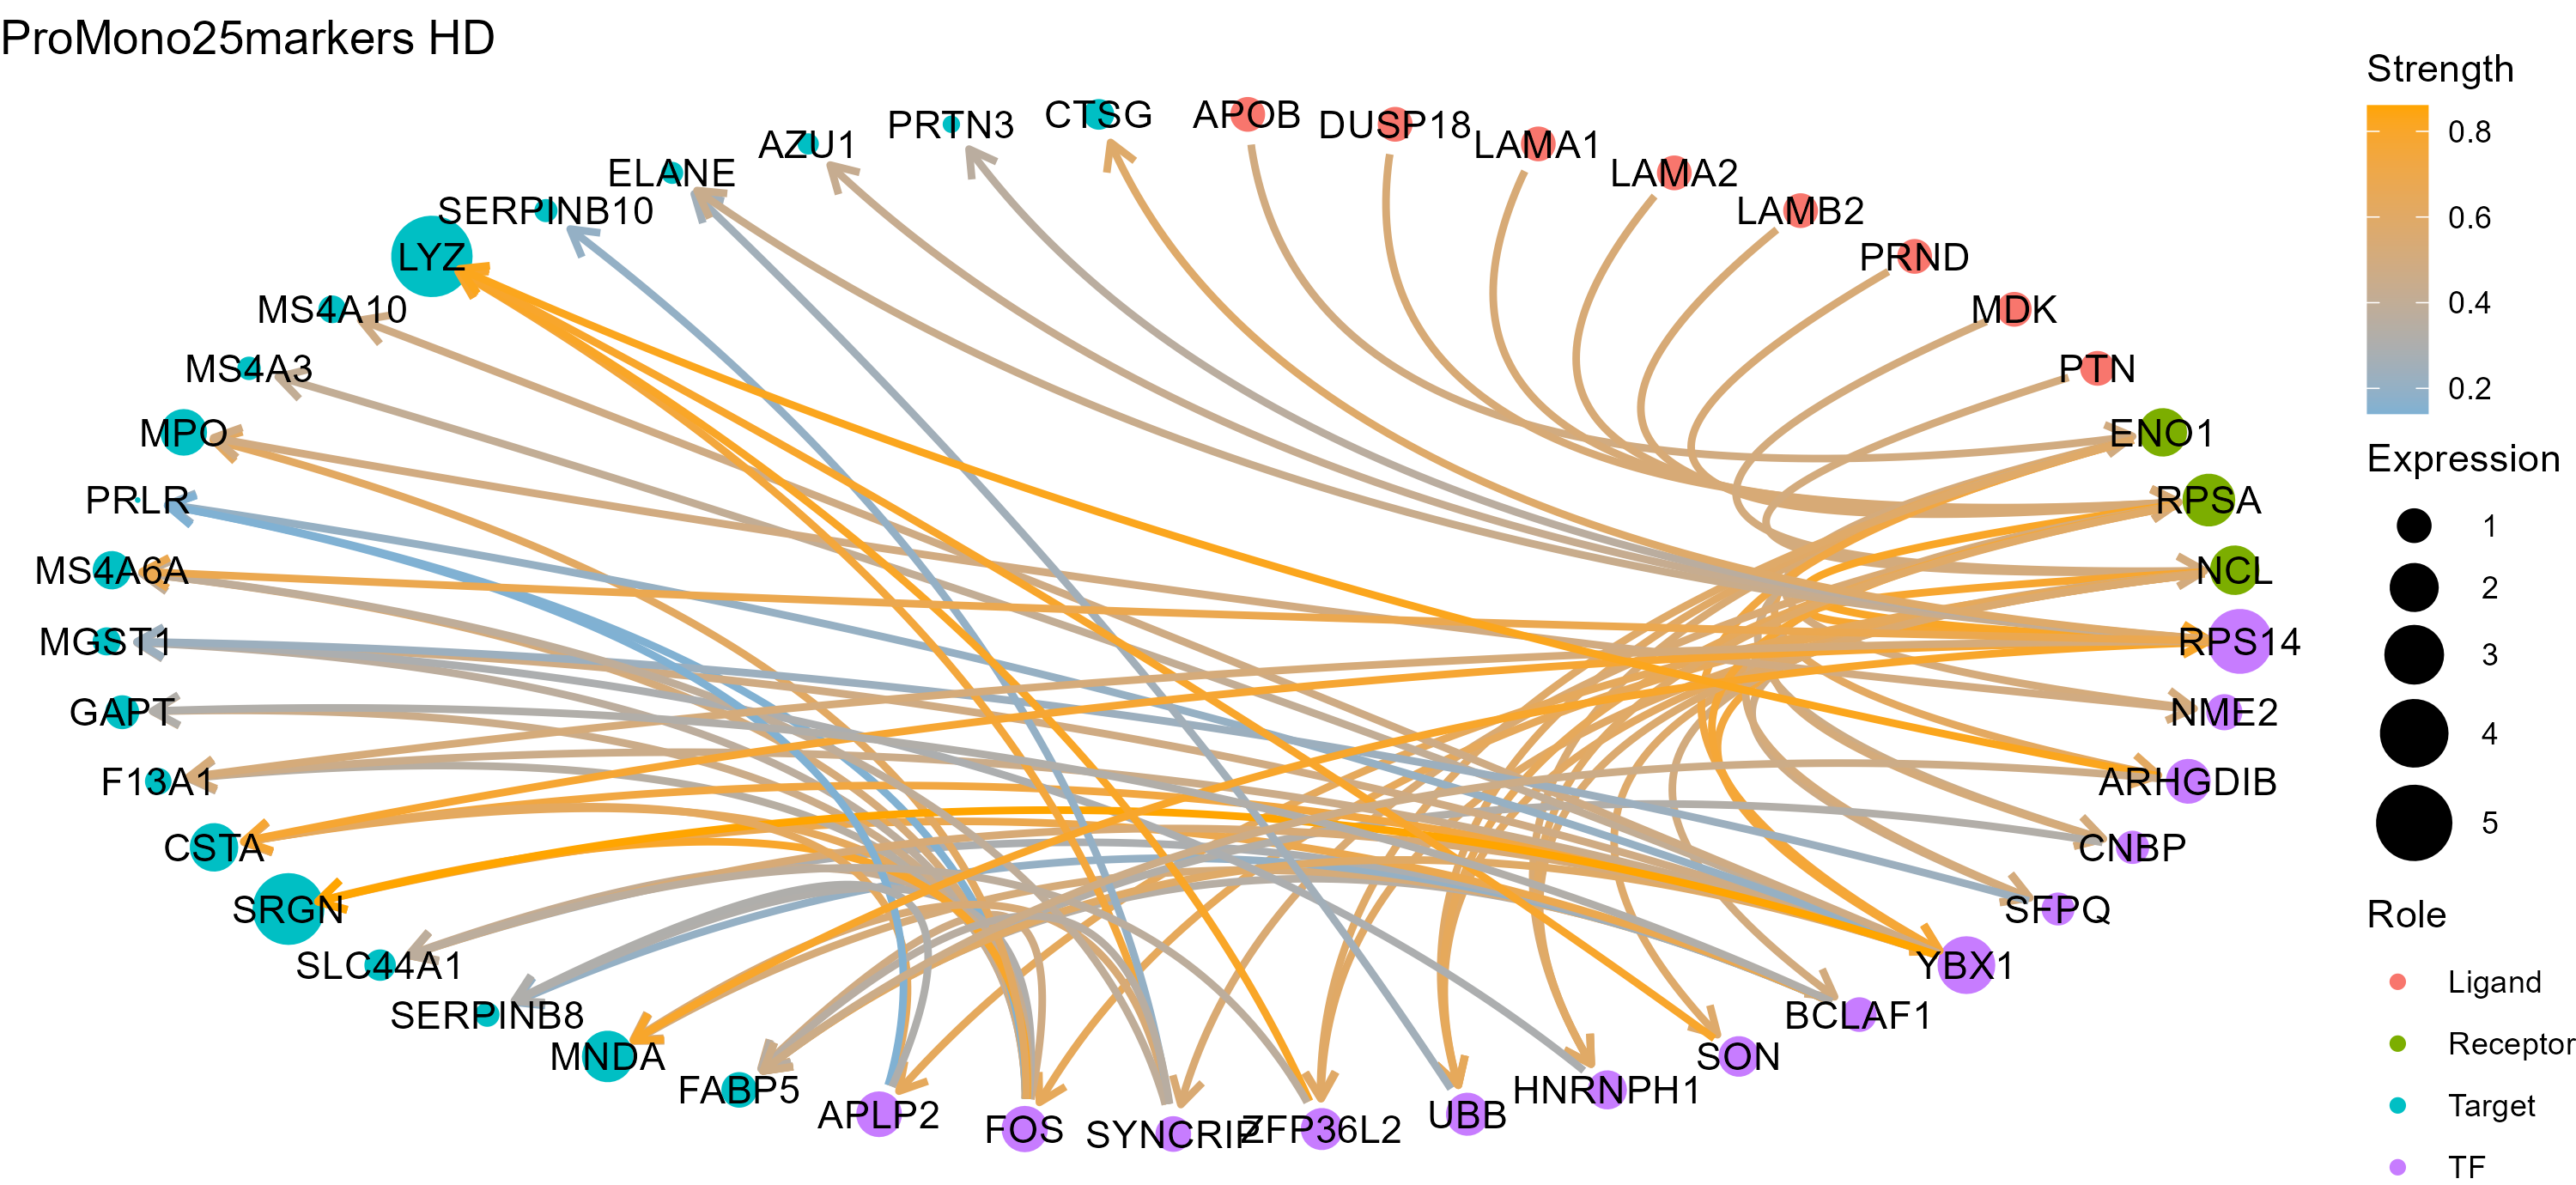 ProMono25markers HD
CTSG
APOB
PRTN3
DUSP18
AZU1
LAMA1
ELANE
LAMA2
SERPINB10
LAMB2
LYZ
PRND
MS4A10
MDK
MS4A3
PTN
MPO
ENO1
PRLR
RPSA
MS4A6A
NCL
MGST1
RPS14
GAPT
NME2
F13A1
ARHGDIB
CSTA
CNBP
SRGN
SFPQ
SLC44A1
YBX1
SERPINB8
BCLAF1
MNDA
SON
FABP5
HNRNPH1
APLP2
UBB
FOS
SYNCRIP
ZFP36L2
Strength
0.8
0.6
0.4
0.2
Expression
1
2
3
4
5
Role
Ligand
Receptor
Target
TF